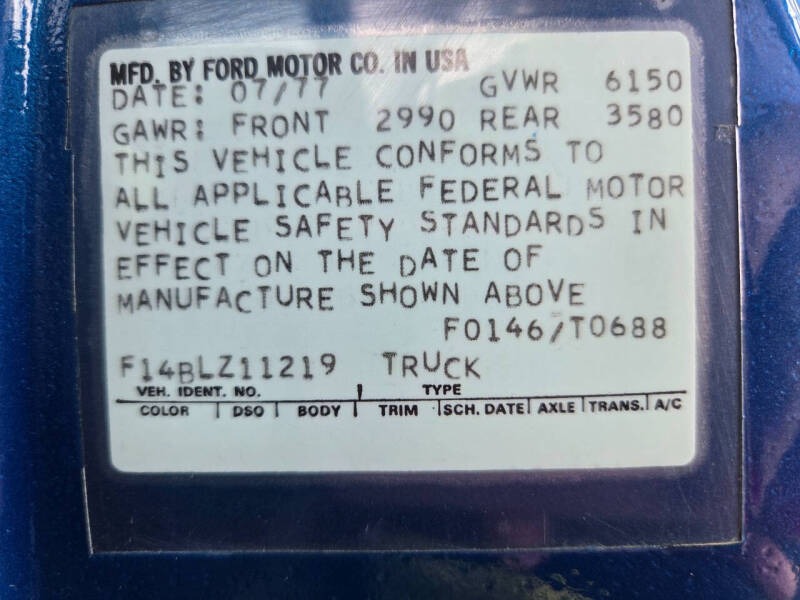 MFD. BY FORD MOTOR CO. IN USA
DATE: 07/77 GVWR 6150
GAWR: FRONT 2990 REAR 3580
THIS VEHICLE CONFORMS TO
ALL APPLICABLE FEDERAL MOTOR
VEHICLE SAFETY STANDARDS IN
EFFECT ON THE DATE OF
MANUFACTURE SHOWN ABOVE
F0146/T0688
F14BLZ11219 TRUCK
VEH. IDENT. NO. TYPE
COLOR DSO BODY TRIM SCH. DATE AXLE TRANS. A/C